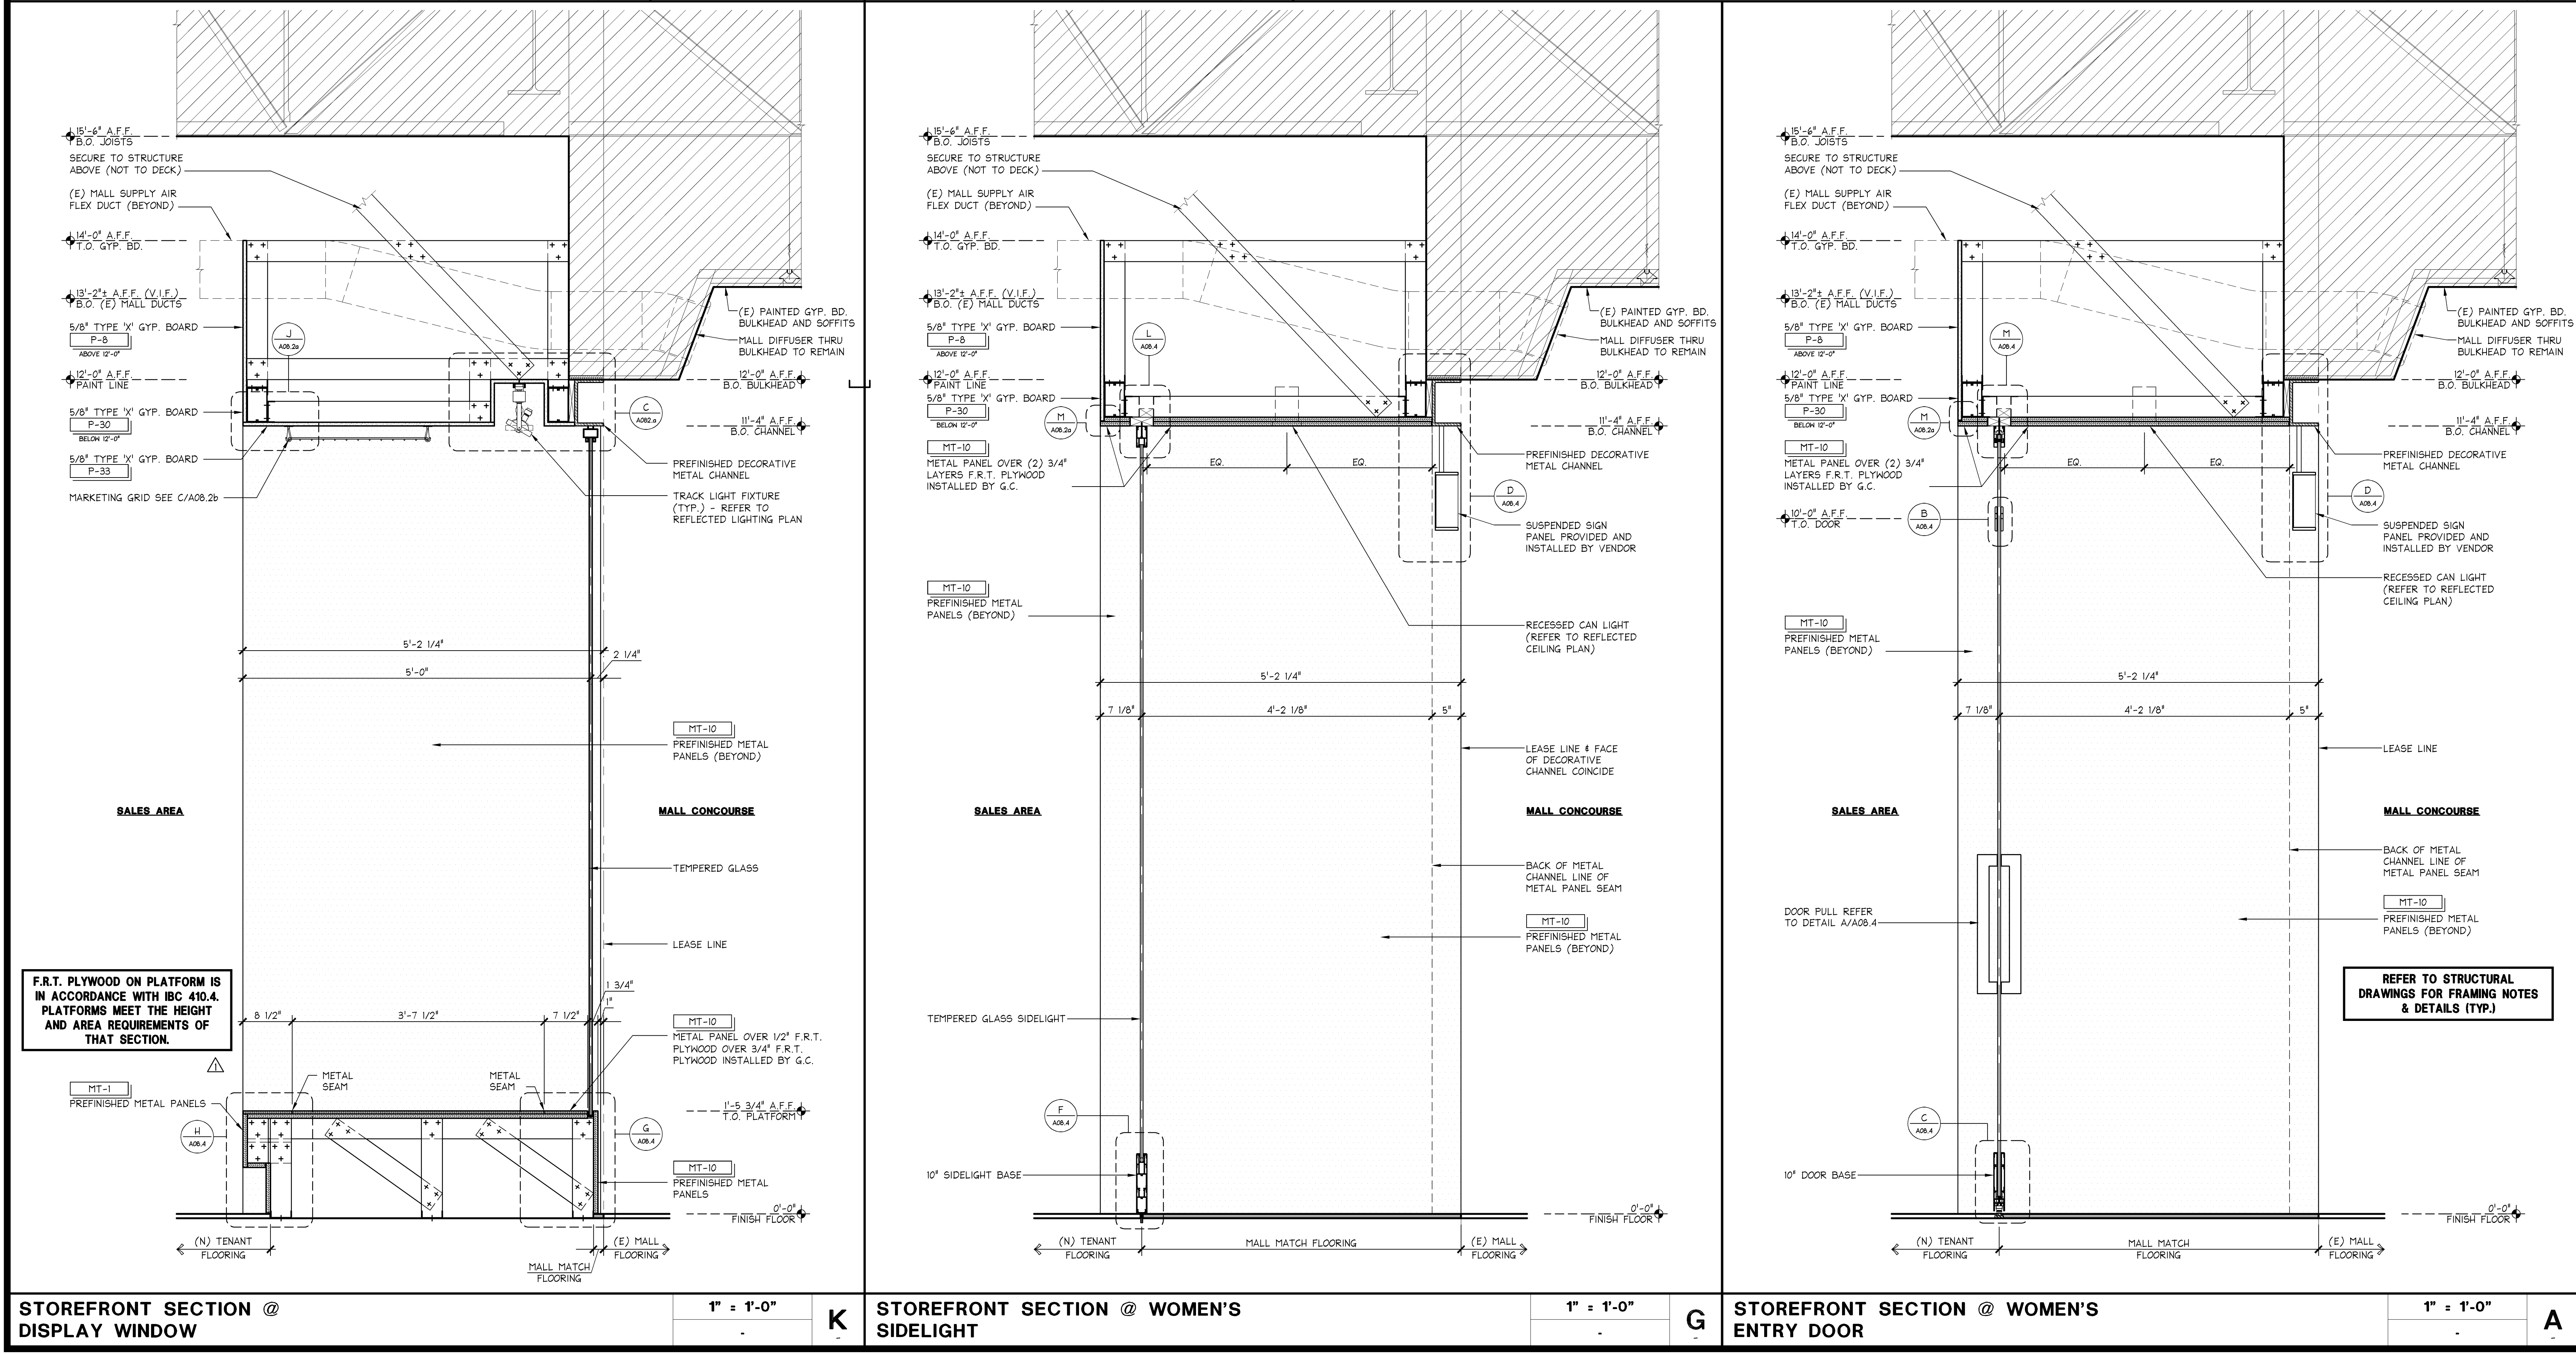 15'-6" A.F.F.
B.O. JOISTS
SECURE TO STRUCTURE
ABOVE (NOT TO DECK)
(E) MALL SUPPLY AIR
FLEX DUCT (BEYOND)
14'-0" A.F.F.
T.O. GYP. BD.
13'-2"± A.F.F. (V.I.F.)
B.O. (E) MALL DUCTS
5/8" TYPE 'X' GYP. BOARD
P-8
ABOVE 12'-0"
J
A08.2a
12'-0" A.F.F.
PAINT LINE
5/8" TYPE 'X' GYP. BOARD
P-30
BELOW 12'-0"
5/8" TYPE 'X' GYP. BOARD
P-33
MARKETING GRID SEE C/A08.2b
(E) PAINTED GYP. BD.
BULKHEAD AND SOFFITS
MALL DIFFUSER THRU
BULKHEAD TO REMAIN
12'-0" A.F.F.
B.O. BULKHEAD
C
A082.a
11'-4" A.F.F.
B.O. CHANNEL
PREFINISHED DECORATIVE
METAL CHANNEL
TRACK LIGHT FIXTURE
(TYP.) - REFER TO
REFLECTED LIGHTING PLAN
5'-2 1/4"
2 1/4"
5'-0"
MT-10
PREFINISHED METAL
PANELS (BEYOND)
SALES AREA
MALL CONCOURSE
TEMPERED GLASS
LEASE LINE
F.R.T. PLYWOOD ON PLATFORM IS
IN ACCORDANCE WITH IBC 410.4.
PLATFORMS MEET THE HEIGHT
AND AREA REQUIREMENTS OF
THAT SECTION.
1
1 3/4"
1"
8 1/2"
3'-7 1/2"
7 1/2"
MT-10
METAL PANEL OVER 1/2" F.R.T.
PLYWOOD OVER 3/4" F.R.T.
PLYWOOD INSTALLED BY G.C.
METAL
SEAM
METAL
SEAM
MT-1
PREFINISHED METAL PANELS
1'-5 3/4" A.F.F.
T.O. PLATFORM
H
A08.4
G
A08.4
MT-10
PREFINISHED METAL
PANELS
0'-0"
FINISH FLOOR
(N) TENANT
FLOORING
(E) MALL
FLOORING
MALL MATCH
FLOORING
STOREFRONT SECTION @
DISPLAY WINDOW
1" = 1'-0"
-
K
-
15'-6" A.F.F.
B.O. JOISTS
SECURE TO STRUCTURE
ABOVE (NOT TO DECK)
(E) MALL SUPPLY AIR
FLEX DUCT (BEYOND)
14'-0" A.F.F.
T.O. GYP. BD.
13'-2"± A.F.F. (V.I.F.)
B.O. (E) MALL DUCTS
5/8" TYPE 'X' GYP. BOARD
P-8
ABOVE 12'-0"
L
A08.4
12'-0" A.F.F.
PAINT LINE
5/8" TYPE 'X' GYP. BOARD
P-30
BELOW 12'-0"
M
A08.2a
MT-10
METAL PANEL OVER (2) 3/4"
LAYERS F.R.T. PLYWOOD
INSTALLED BY G.C.
EQ.
EQ.
(E) PAINTED GYP. BD.
BULKHEAD AND SOFFITS
MALL DIFFUSER THRU
BULKHEAD TO REMAIN
12'-0" A.F.F.
B.O. BULKHEAD
11'-4" A.F.F.
B.O. CHANNEL
PREFINISHED DECORATIVE
METAL CHANNEL
D
A08.4
SUSPENDED SIGN
PANEL PROVIDED AND
INSTALLED BY VENDOR
MT-10
PREFINISHED METAL
PANELS (BEYOND)
RECESSED CAN LIGHT
(REFER TO REFLECTED
CEILING PLAN)
5'-2 1/4"
7 1/8"
4'-2 1/8"
5"
LEASE LINE & FACE
OF DECORATIVE
CHANNEL COINCIDE
SALES AREA
MALL CONCOURSE
BACK OF METAL
CHANNEL LINE OF
METAL PANEL SEAM
MT-10
PREFINISHED METAL
PANELS (BEYOND)
TEMPERED GLASS SIDELIGHT
F
A08.4
10" SIDELIGHT BASE
0'-0"
FINISH FLOOR
(N) TENANT
FLOORING
MALL MATCH FLOORING
(E) MALL
FLOORING
STOREFRONT SECTION @ WOMEN'S
SIDELIGHT
1" = 1'-0"
-
G
-
15'-6" A.F.F.
B.O. JOISTS
SECURE TO STRUCTURE
ABOVE (NOT TO DECK)
(E) MALL SUPPLY AIR
FLEX DUCT (BEYOND)
14'-0" A.F.F.
T.O. GYP. BD.
13'-2"± A.F.F. (V.I.F.)
B.O. (E) MALL DUCTS
5/8" TYPE 'X' GYP. BOARD
P-8
ABOVE 12'-0"
M
A08.4
12'-0" A.F.F.
PAINT LINE
5/8" TYPE 'X' GYP. BOARD
P-30
BELOW 12'-0"
M
A08.2a
MT-10
METAL PANEL OVER (2) 3/4"
LAYERS F.R.T. PLYWOOD
INSTALLED BY G.C.
EQ.
EQ.
10'-0" A.F.F.
T.O. DOOR
B
A08.4
(E) PAINTED GYP. BD.
BULKHEAD AND SOFFITS
MALL DIFFUSER THRU
BULKHEAD TO REMAIN
12'-0" A.F.F.
B.O. BULKHEAD
11'-4" A.F.F.
B.O. CHANNEL
PREFINISHED DECORATIVE
METAL CHANNEL
D
A08.4
SUSPENDED SIGN
PANEL PROVIDED AND
INSTALLED BY VENDOR
RECESSED CAN LIGHT
(REFER TO REFLECTED
CEILING PLAN)
MT-10
PREFINISHED METAL
PANELS (BEYOND)
5'-2 1/4"
7 1/8"
4'-2 1/8"
5"
LEASE LINE
SALES AREA
MALL CONCOURSE
BACK OF METAL
CHANNEL LINE OF
METAL PANEL SEAM
DOOR PULL REFER
TO DETAIL A/A08.4
MT-10
PREFINISHED METAL
PANELS (BEYOND)
REFER TO STRUCTURAL
DRAWINGS FOR FRAMING NOTES
& DETAILS (TYP.)
C
A08.4
10" DOOR BASE
0'-0"
FINISH FLOOR
(N) TENANT
FLOORING
MALL MATCH
FLOORING
(E) MALL
FLOORING
STOREFRONT SECTION @ WOMEN'S
ENTRY DOOR
1" = 1'-0"
-
A
-